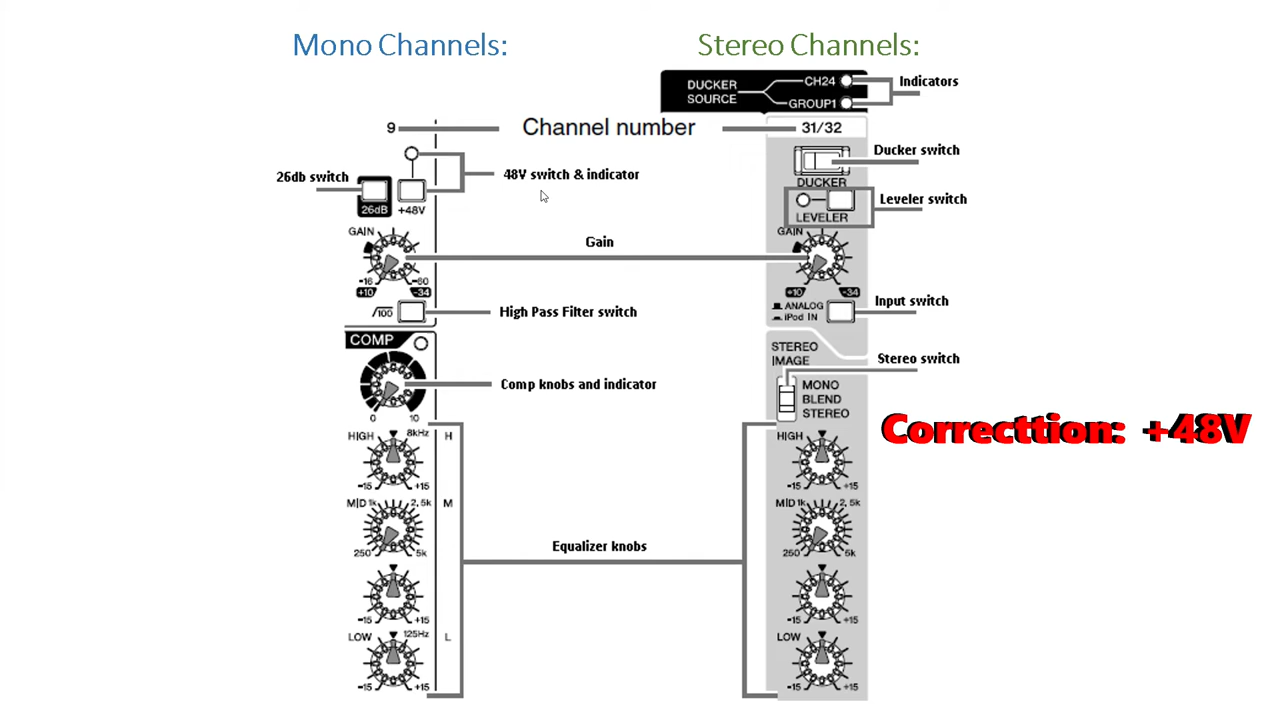 Mono Channels:
Stereo Channels:
DUCKER SOURCE
CH24
GROUP1
Indicators
9
Channel number
31/32
Ducker switch
DUCKER
26db switch
48V switch & indicator
26dB
+48V
Leveler switch
LEVELER
GAIN
Gain
GAIN
-16
-60
+10
-34
+10
-34
/100
High Pass Filter switch
ANALOG
iPod IN
Input switch
COMP
STEREO
IMAGE
Stereo switch
Comp knobs and indicator
0
10
MONO
BLEND
STEREO
Correcttion: +48V
HIGH
8kHz
H
HIGH
-15
+15
-15
+15
MID
1k
2, 5k
M
MID
1k
2, 5k
250
5k
250
5k
Equalizer knobs
-15
+15
-15
+15
LOW
125Hz
L
LOW
-15
+15
-15
+15